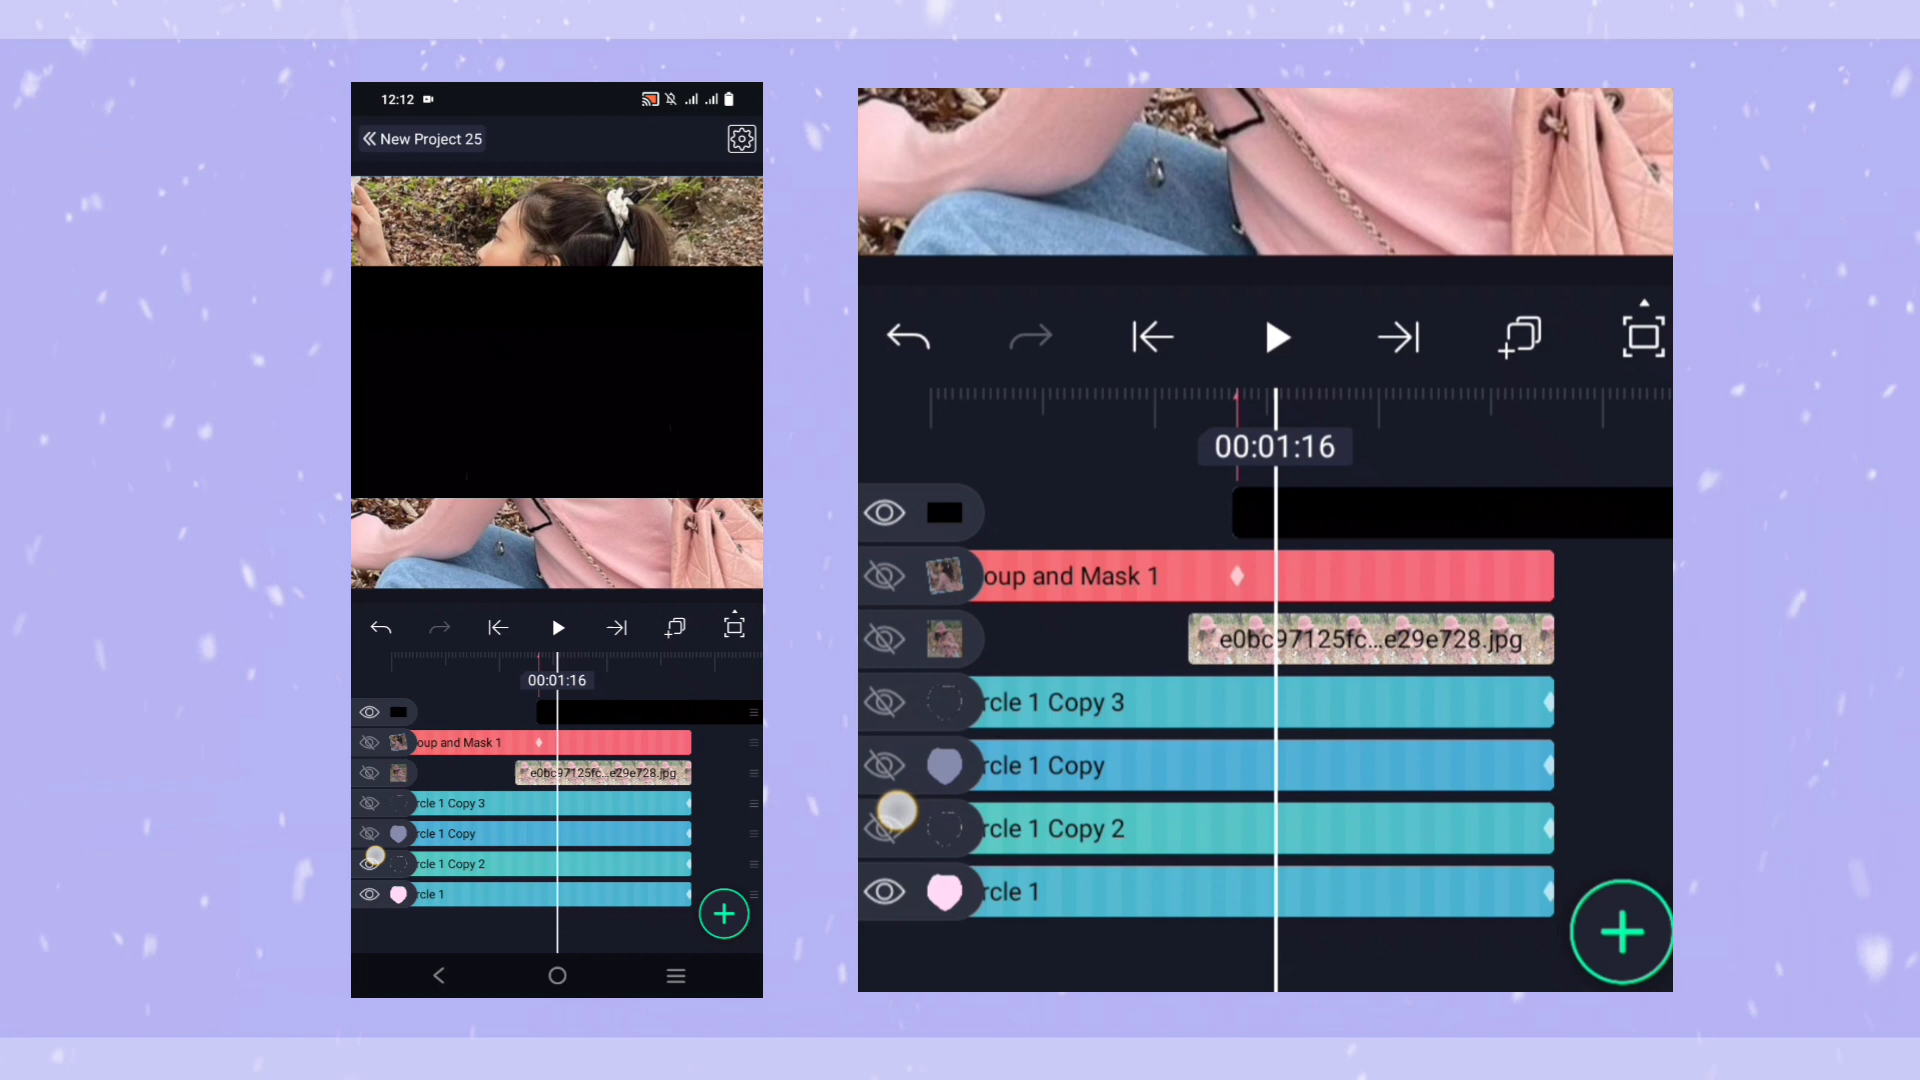 12:12
New Project 25
00:01:16
oup and Mask 1
e0bc97125fc...e29e728.jpg
rcle 1 Copy 3
rcle 1 Copy
rcle 1 Copy 2
rcle 1
00:01:16
oup and Mask 1
e0bc97125fc...e29e728.jpg
rcle 1 Copy 3
rcle 1 Copy
rcle 1 Copy 2
rcle 1